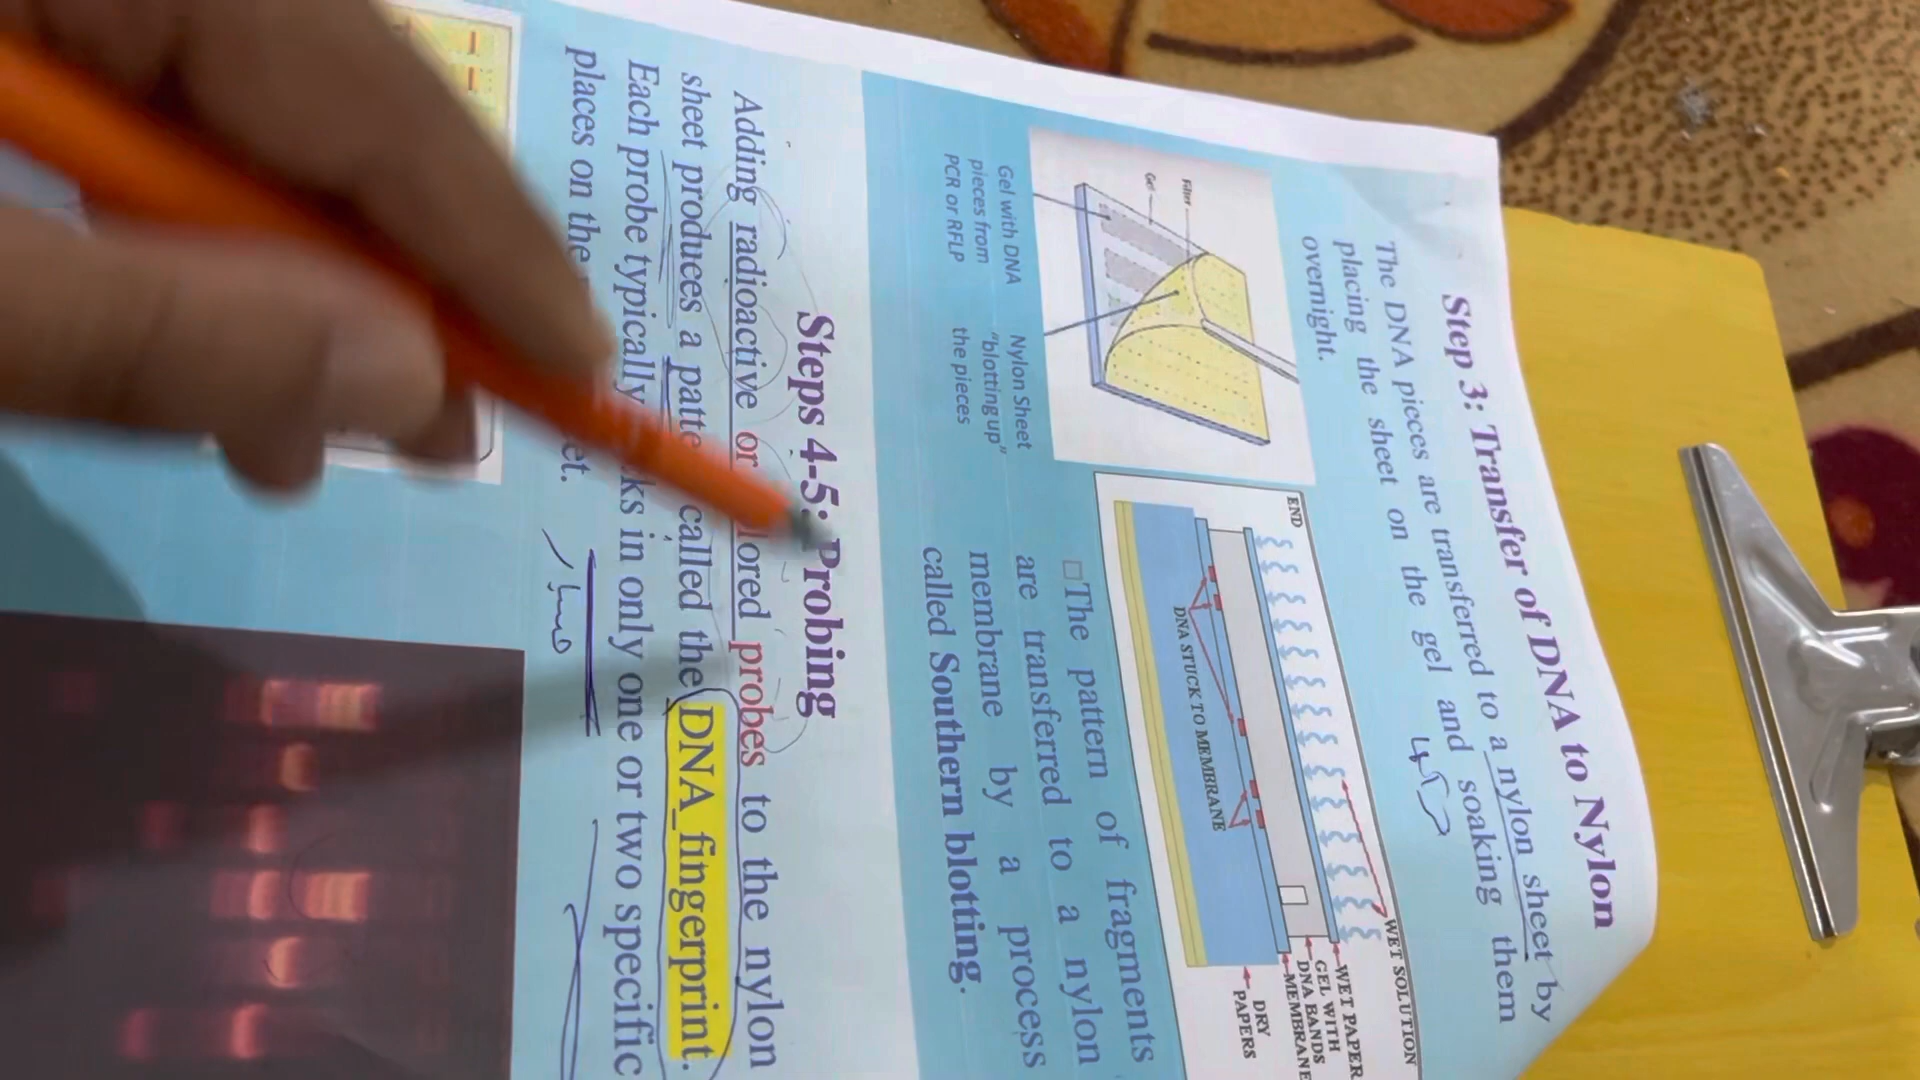 Step 3: Transfer of DNA to Nylon
The DNA pieces are transferred to a nylon sheet by
placing the sheet on the gel and soaking them
overnight.
Filter
Gel
Gel with DNA
pieces from
PCR or RFLP
Nylon Sheet
"blotting up"
the pieces
END
WET SOLUTION
WET PAPER
GEL WITH
DNA BANDS
MEMBRANE
DRY
PAPERS
DNA STUCK TO MEMBRANE
The pattern of fragments
are transferred to a nylon
membrane by a process
called Southern blotting.
Steps 4-5: Probing
Adding radioactive or lored probes to the nylon
sheet produces a patte called the DNA fingerprint.
Each probe typically ks in only one or two specific
places on the et.